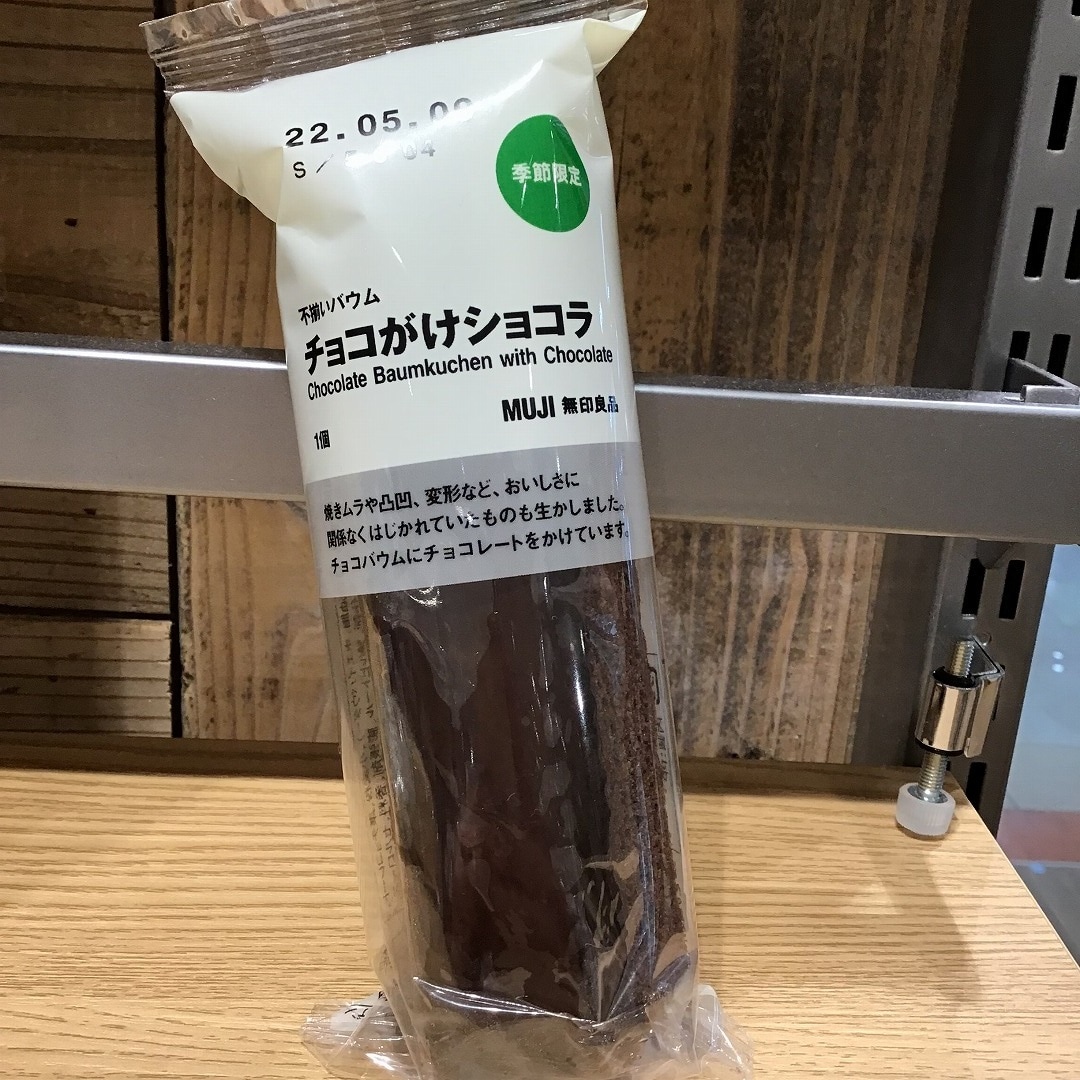 22.05.0
S/ 04
季節限定
不揃いバウム
チョコがけショコラ
Chocolate Baumkuchen with Chocolate
MUJI 無印良品
1個
焼きムラや凸凹、変形など、おいしさに
関係なくはじかれていたものも生かしました。
チョコバウムにチョコレートをかけています。